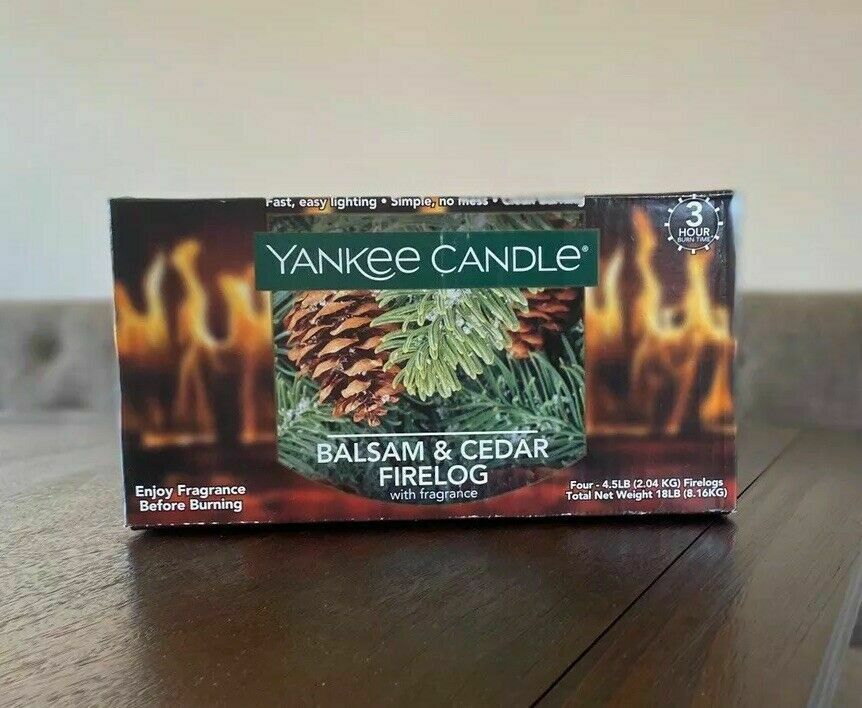 Fast, easy lighting • Simple, no mess •
3
HOUR
BURN TIME
YANKEE CANDLE®
BALSAM & CEDAR
FIRELOG
with fragrance
Enjoy Fragrance
Before Burning
Four - 4.5LB (2.04 KG) Firelogs
Total Net Weight 18LB (8.16KG)